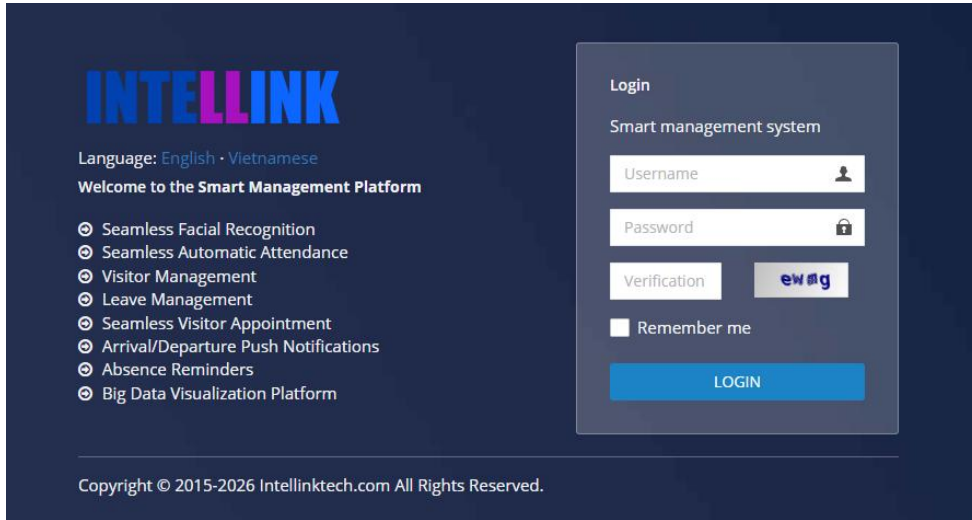 INTELLINK
Language: English · Vietnamese
Welcome to the Smart Management Platform
Seamless Facial Recognition
Seamless Automatic Attendance
Visitor Management
Leave Management
Seamless Visitor Appointment
Arrival/Departure Push Notifications
Absence Reminders
Big Data Visualization Platform
Login
Smart management system
Username
Password
Verification
Remember me
LOGIN
Copyright © 2015-2026 Intellinktech.com All Rights Reserved.